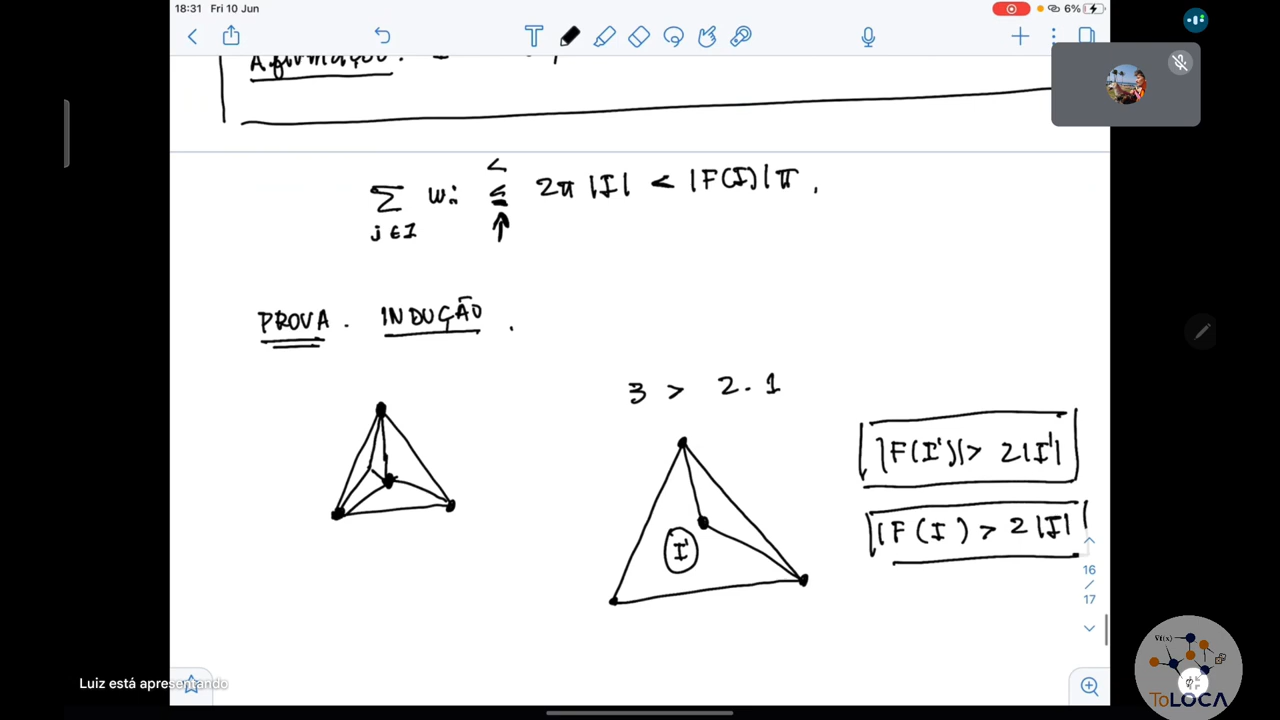 18:31 Fri 10 Jun
6%
Afirmação:
<
Σ wi ≤ 2π |I| < |F(I)| π .
j ∈ I
PROVA . INDUÇÃO .
3 > 2 . 1
|F(I')| > 2|I'|
I'
|F(I) > 2|I|
16
/
17
Luiz está apresentando
∇f(x)
ToLOCA